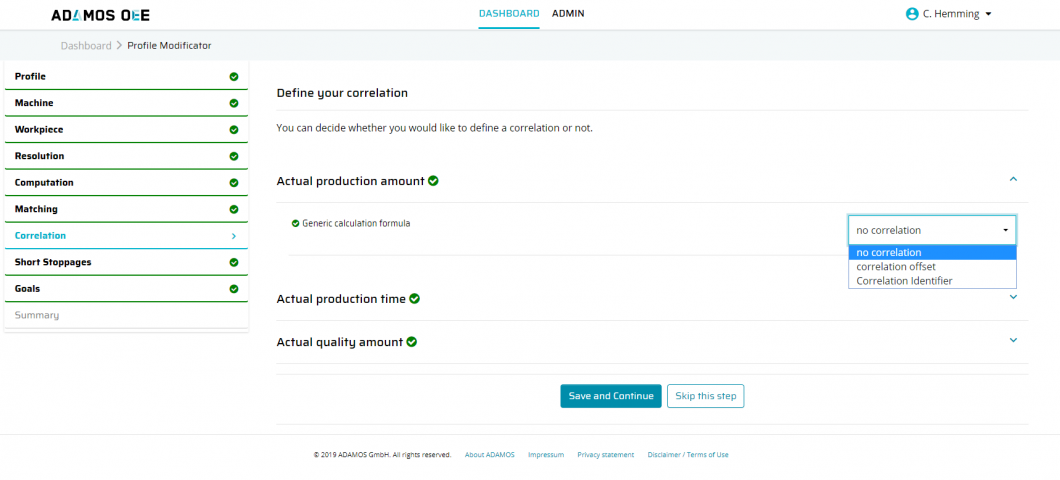 ADAMOS OEE
DASHBOARD ADMIN
C. Hemming
Dashboard > Profile Modificator
Profile
Machine
Workpiece
Resolution
Computation
Matching
Correlation
Short Stoppages
Goals
Summary
Define your correlation
You can decide whether you would like to define a correlation or not.
Actual production amount
Generic calculation formula
no correlation
no correlation
correlation offset
Correlation Identifier
Actual production time
Actual quality amount
Save and Continue
Skip this step
© 2019 ADAMOS GmbH. All rights reserved. About ADAMOS Impressum Privacy statement Disclaimer / Terms of Use